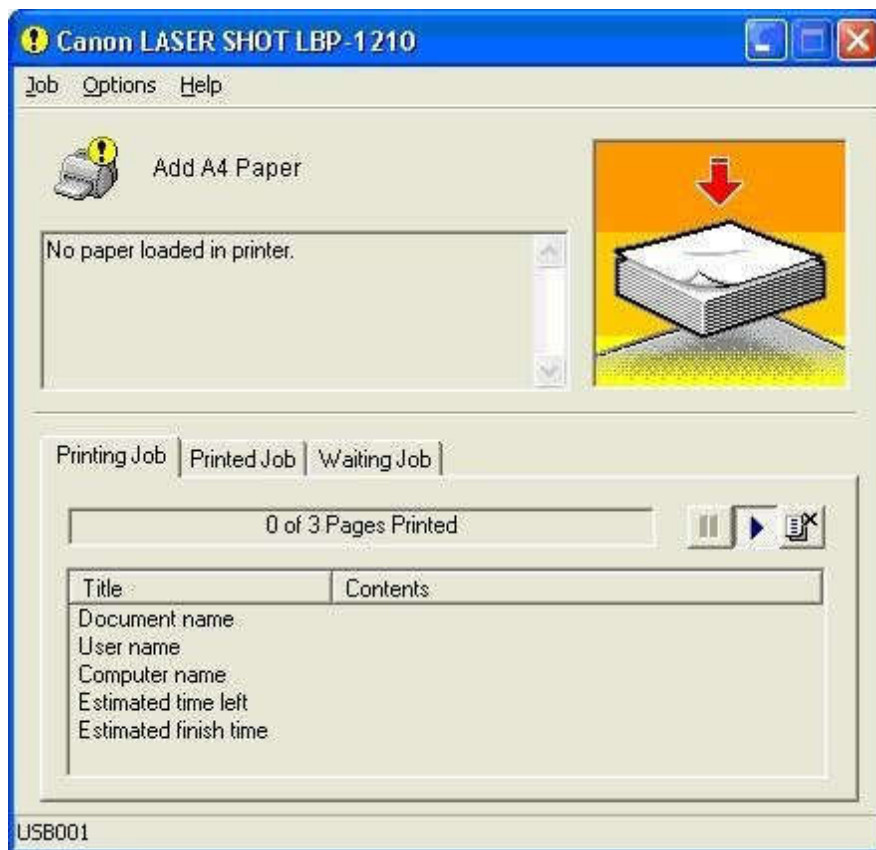 Canon LASER SHOT LBP-1210
Job Options Help
Add A4 Paper
No paper loaded in printer.
Printing Job Printed Job Waiting Job
0 of 3 Pages Printed
Title Contents
Document name
User name
Computer name
Estimated time left
Estimated finish time
USB001